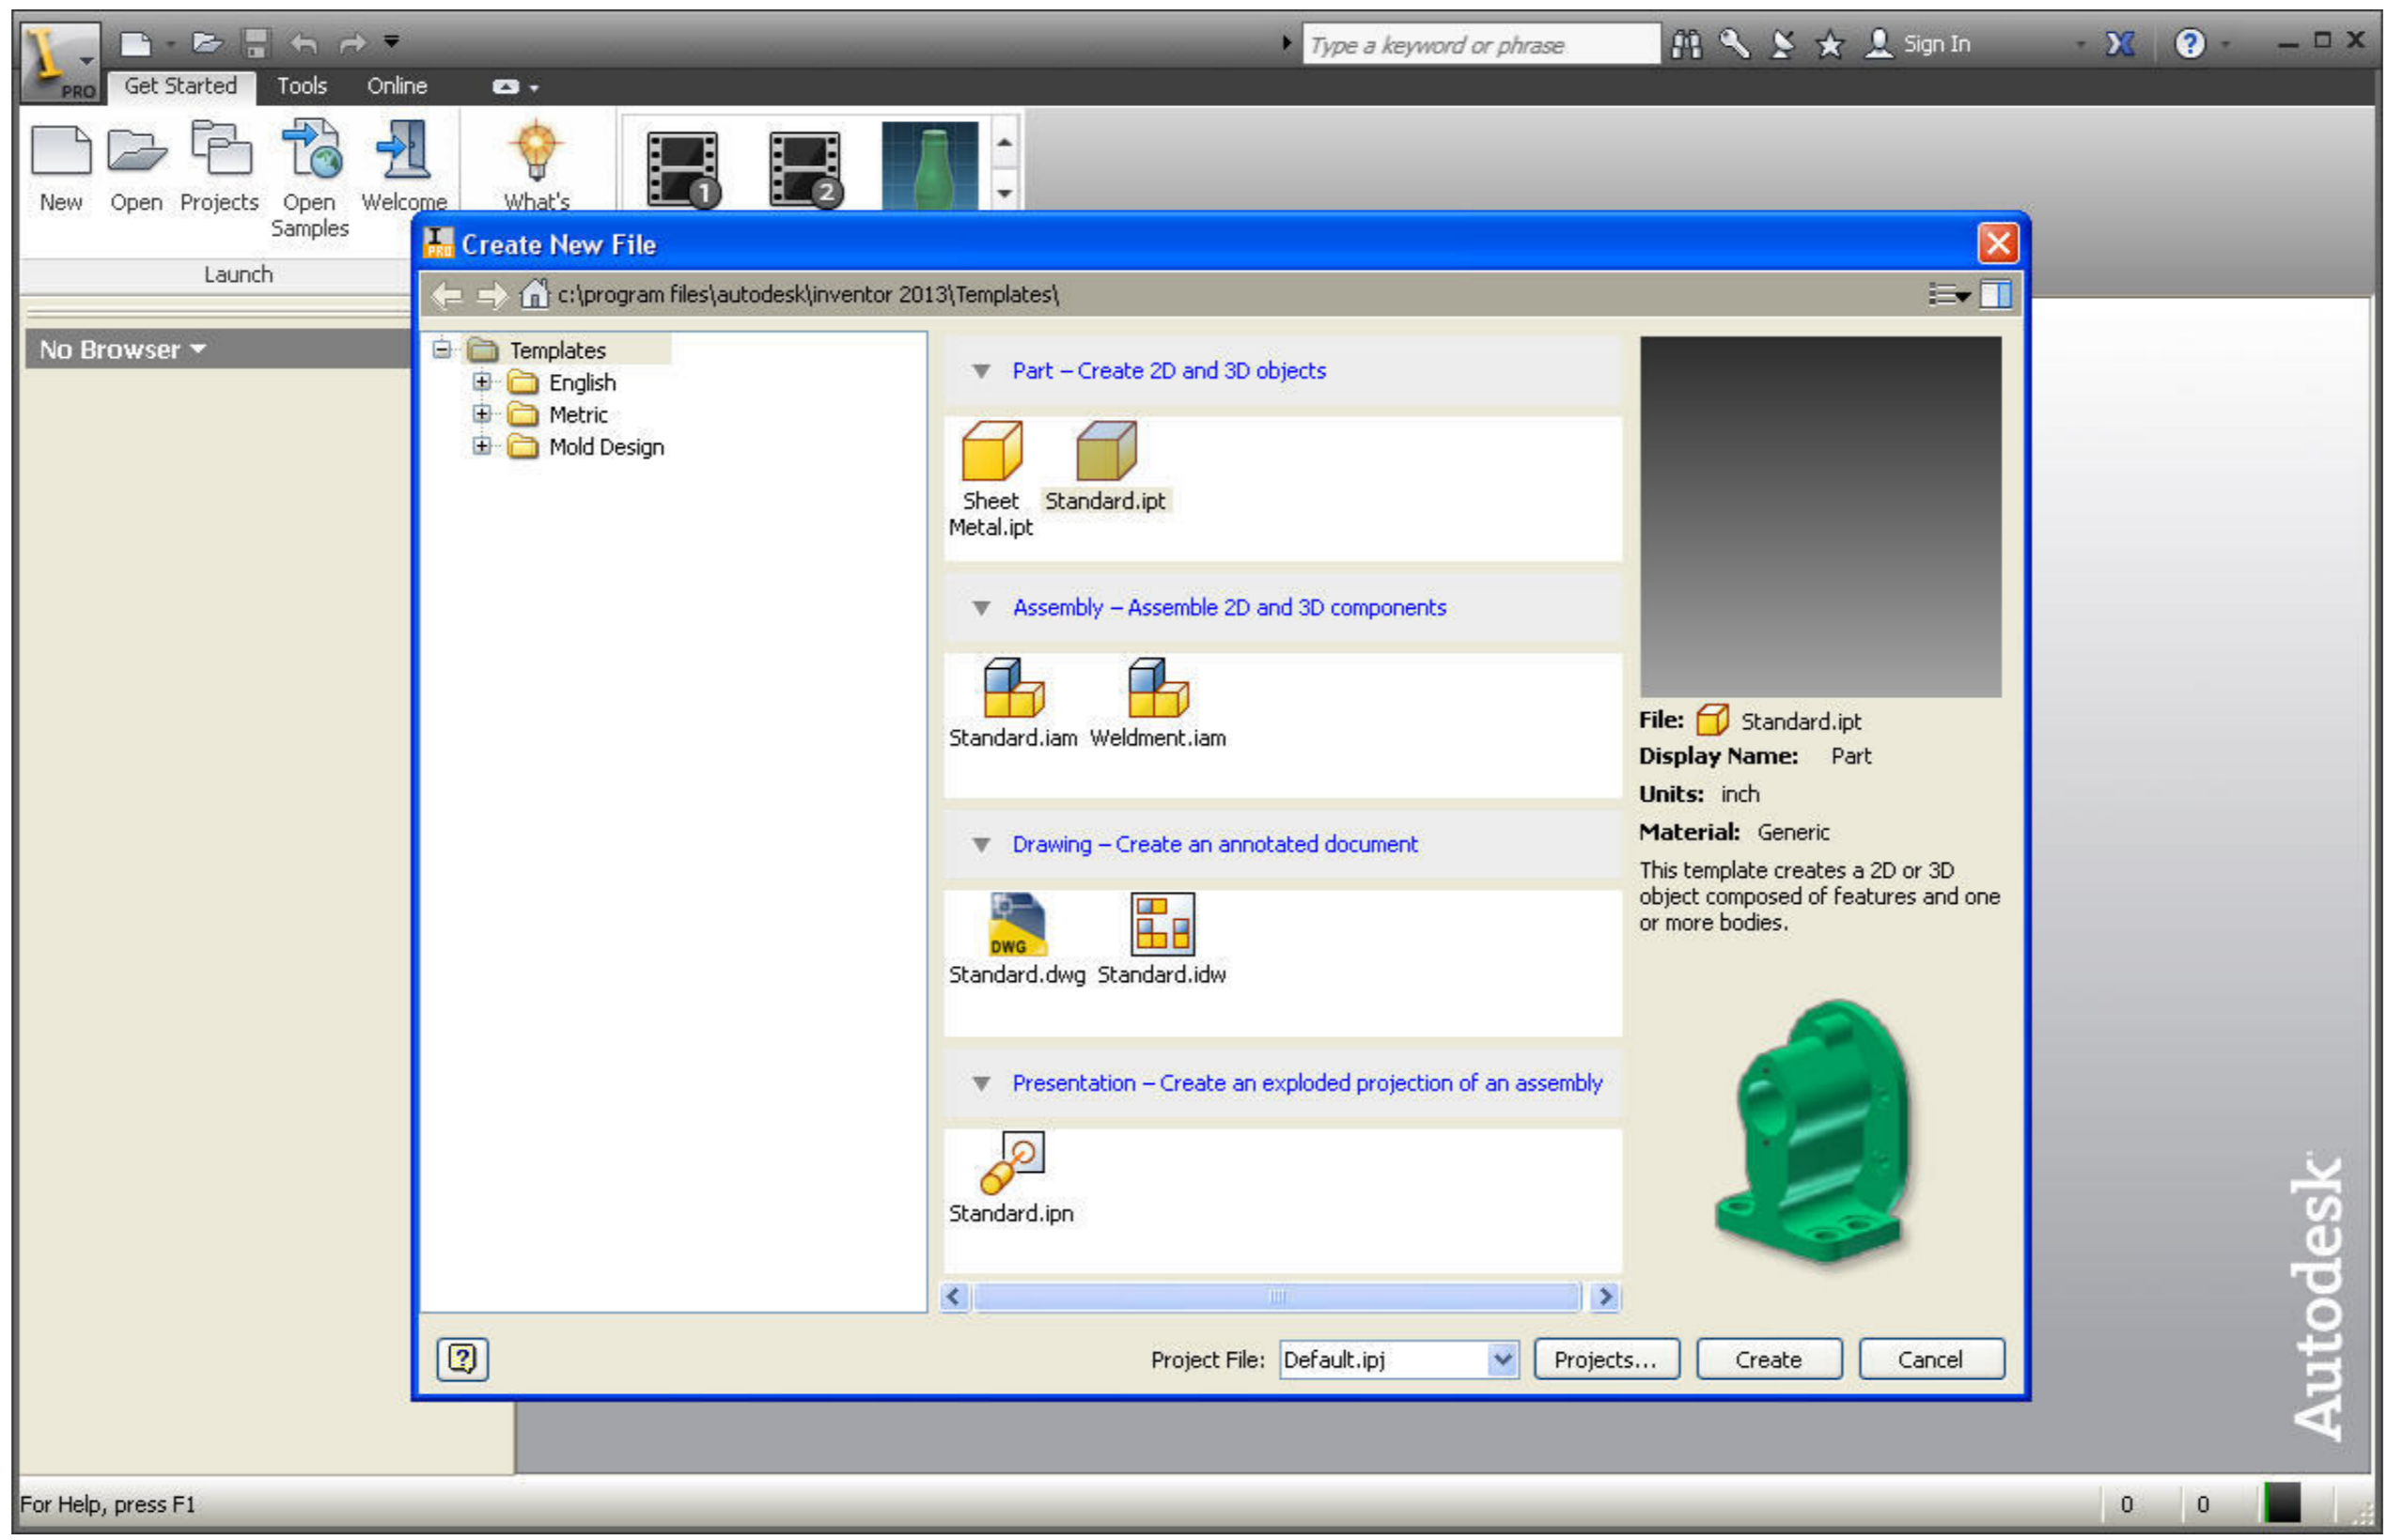 PRO
Type a keyword or phrase
Sign In
?
Get Started Tools Online
1
2
New Open Projects Open Samples Welcome What's
Launch
I PRO Create New File
c:\program files\autodesk\inventor 2013\Templates\
No Browser
Templates
English
Metric
Mold Design
Part – Create 2D and 3D objects
Sheet Metal.ipt
Standard.ipt
Assembly – Assemble 2D and 3D components
Standard.iam Weldment.iam
Drawing – Create an annotated document
DWG
Standard.dwg Standard.idw
Presentation – Create an exploded projection of an assembly
Standard.ipn
File: Standard.ipt
Display Name: Part
Units: inch
Material: Generic
This template creates a 2D or 3D
object composed of features and one
or more bodies.
?
Project File: Default.ipj Projects... Create Cancel
Autodesk
For Help, press F1
0 0